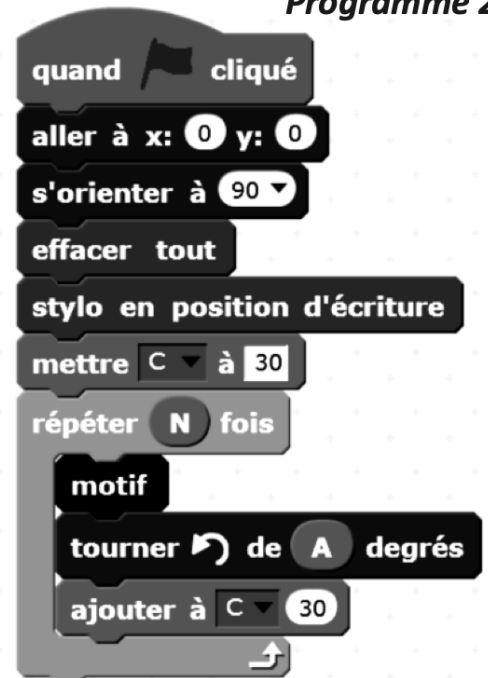 Programme 2
quand cliqué
aller à x: 0 y: 0
s'orienter à 90
effacer tout
stylo en position d'écriture
mettre C à 30
répéter N fois
motif
tourner de A degrés
ajouter à C 30